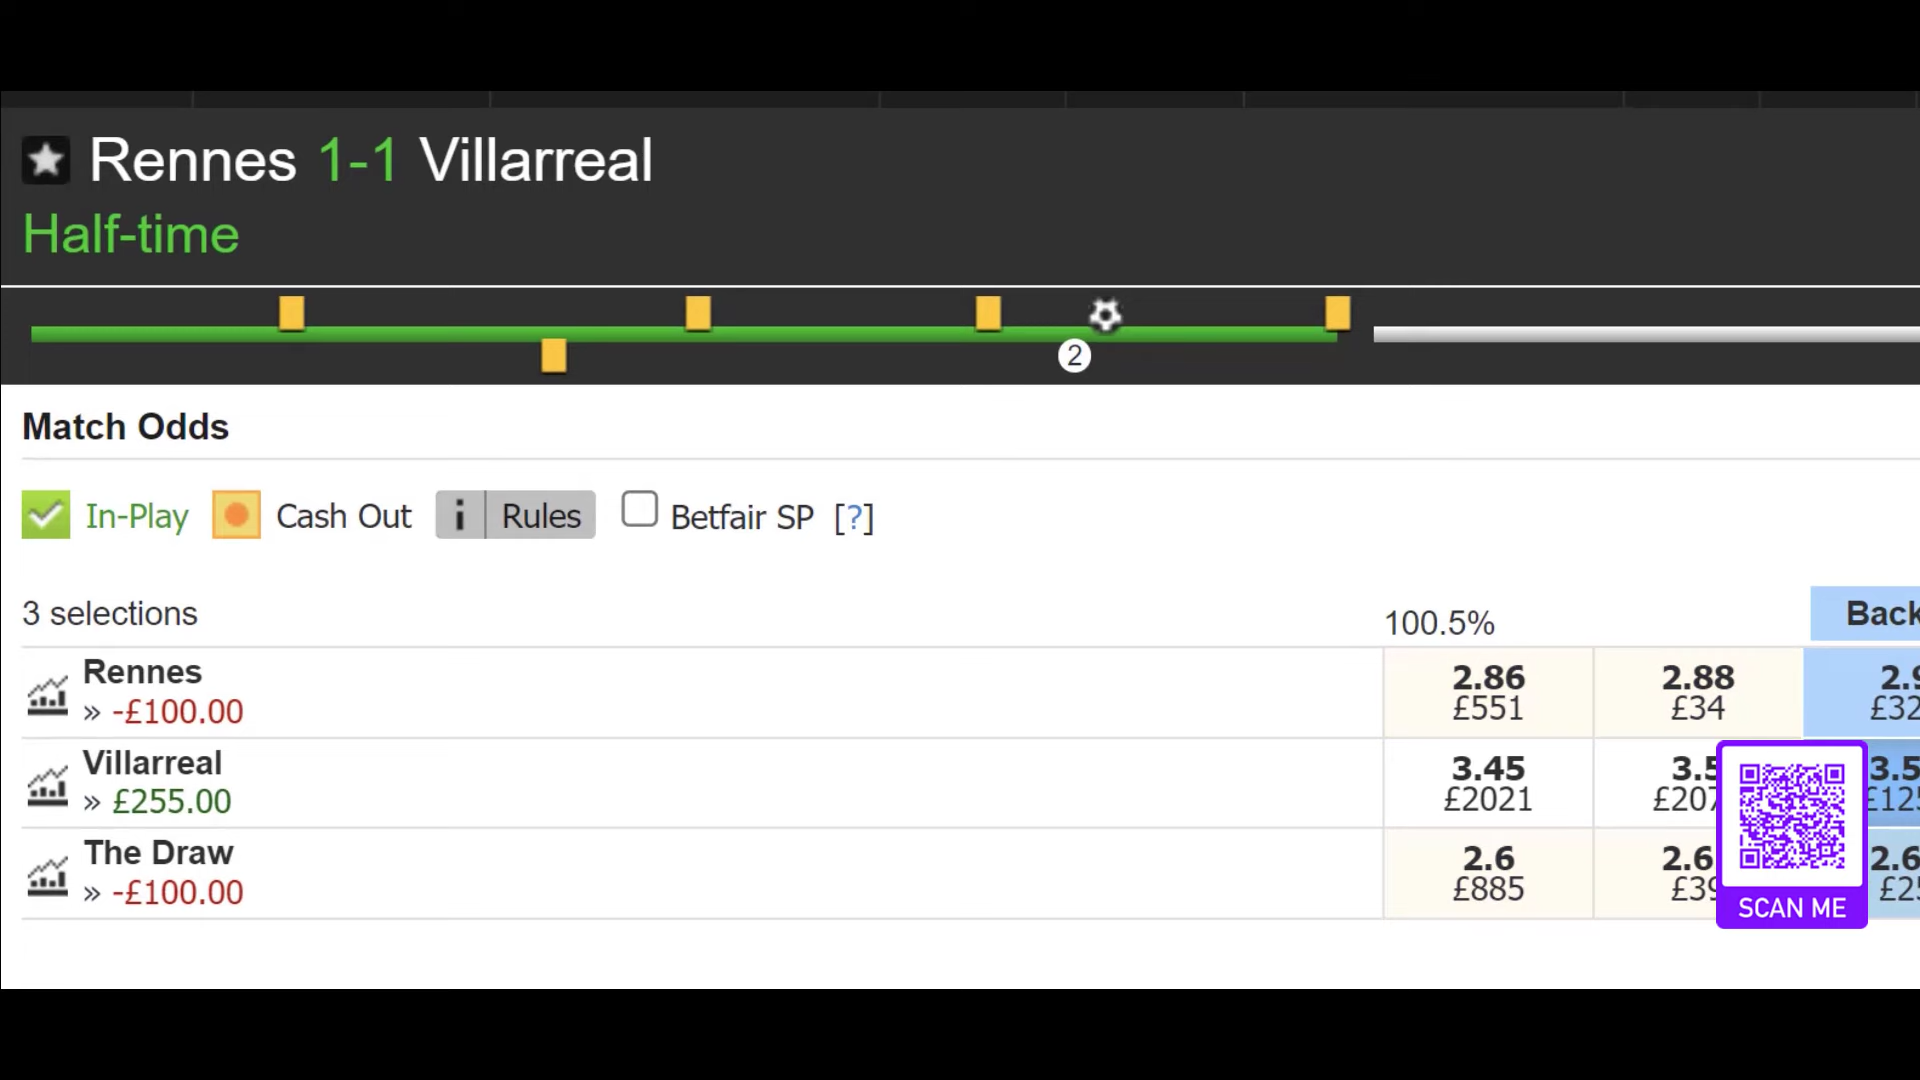 Rennes 1-1 Villarreal
Half-time
2
Match Odds
In-Play Cash Out i Rules Betfair SP [?]
3 selections 100.5% Back
Rennes 2.86 2.88
» -£100.00 £551 £34
Villarreal 3.45
» £255.00 £2021
The Draw 2.6
» -£100.00 £885
SCAN ME